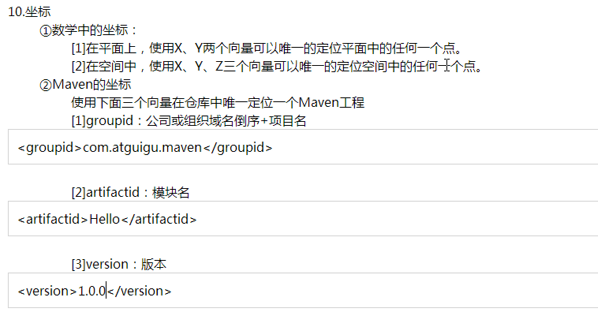 10.坐标
①数学中的坐标：
[1]在平面上，使用X、Y两个向量可以唯一的定位平面中的任何一个点。
[2]在空间中，使用X、Y、Z三个向量可以唯一的定位空间中的任何一个点。
②Maven的坐标
使用下面三个向量在仓库中唯一定位一个Maven工程
[1]groupid：公司或组织域名倒序+项目名
<groupid>com.atguigu.maven</groupid>
[2]artifactid：模块名
<artifactid>Hello</artifactid>
[3]version：版本
<version>1.0.0</version>